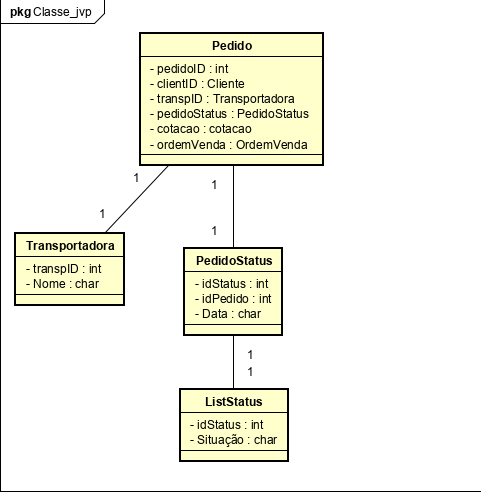 pkg Classe_jvp
Pedido
- pedidoID : int
- clientID : Cliente
- transpID : Transportadora
- pedidoStatus : PedidoStatus
- cotacao : cotacao
- ordemVenda : OrdemVenda
1
1
1
1
Transportadora
- transpID : int
- Nome : char
PedidoStatus
- idStatus : int
- idPedido : int
- Data : char
1
1
ListStatus
- idStatus : int
- Situação : char